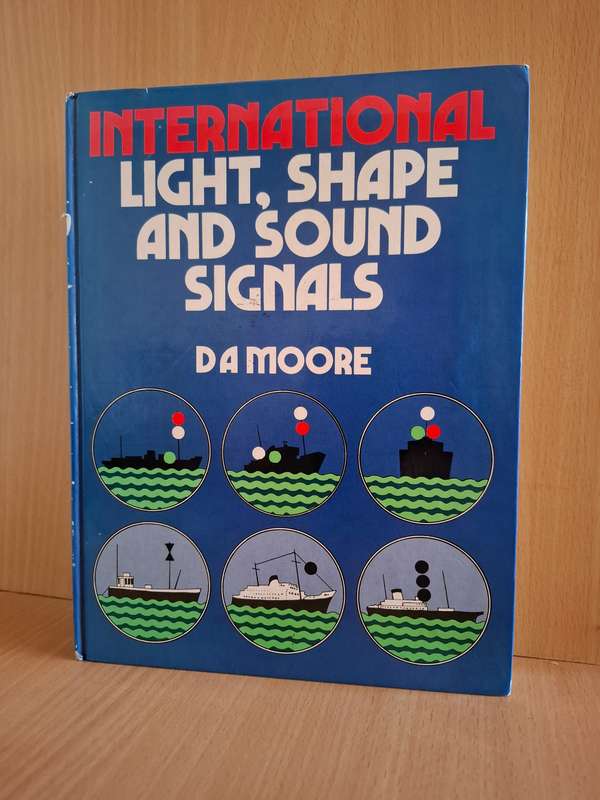 INTERNATIONAL
LIGHT, SHAPE
AND SOUND
SIGNALS
D A MOORE